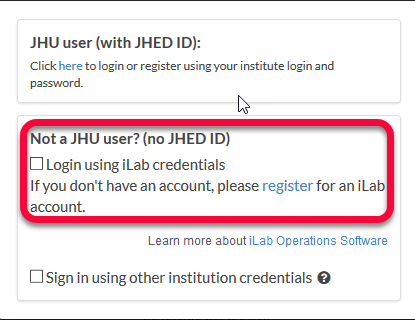 JHU user (with JHED ID):
Click here to login or register using your institute login and
password.
Not a JHU user? (no JHED ID)
Login using iLab credentials
If you don't have an account, please register for an iLab
account.
Learn more about iLab Operations Software
Sign in using other institution credentials ?